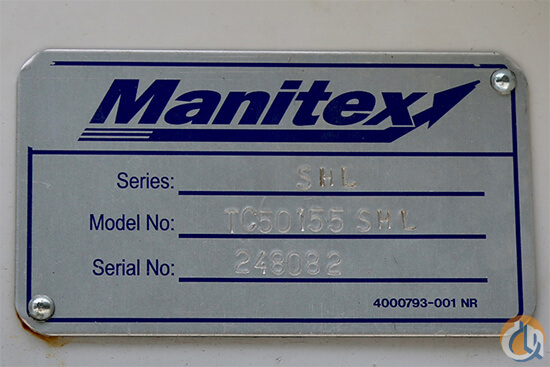 Manitex
Series: SHL
Model No: TC50155 SHL
Serial No: 248082
4000793-001 NR